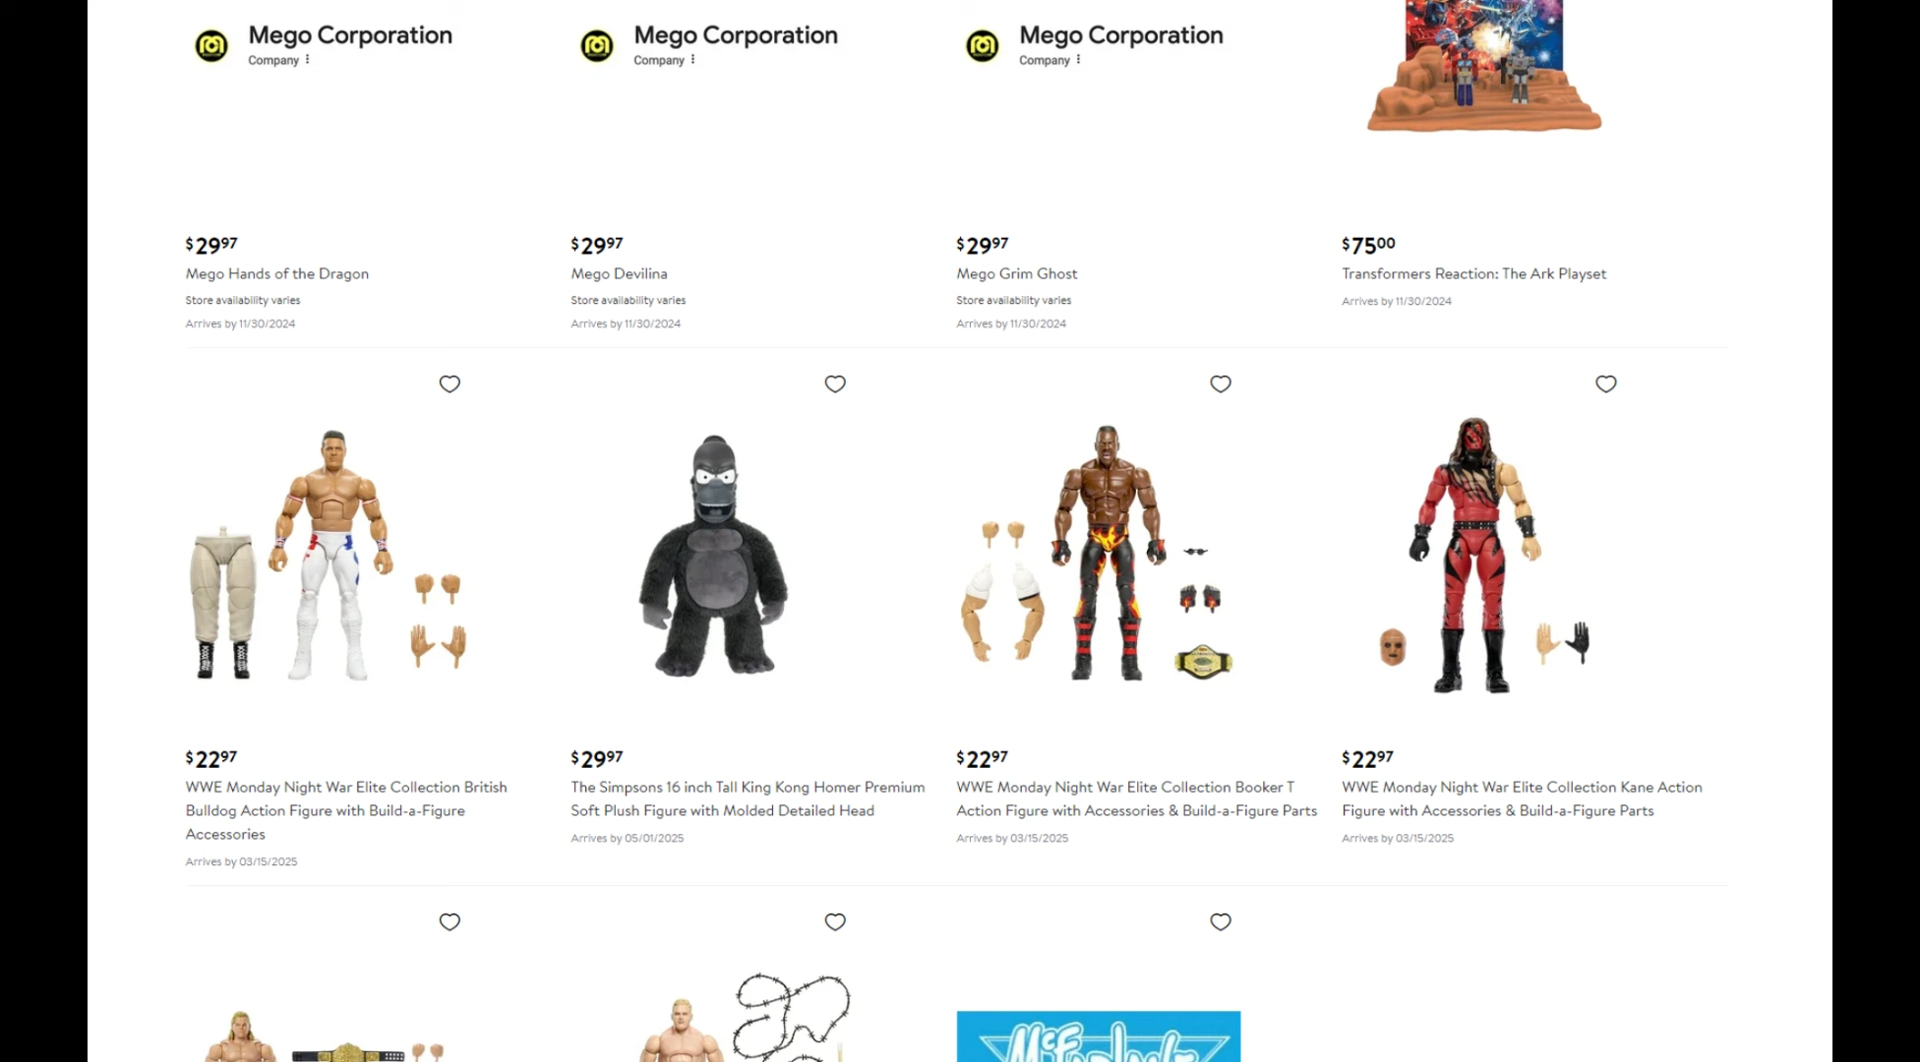 Mego Corporation
Company
Mego Corporation
Company
Mego Corporation
Company
$2997
Mego Hands of the Dragon
Store availability varies
Arrives by 11/30/2024
$2997
Mego Devilina
Store availability varies
Arrives by 11/30/2024
$2997
Mego Grim Ghost
Store availability varies
Arrives by 11/30/2024
$7500
Transformers Reaction: The Ark Playset
Arrives by 11/30/2024
$2297
WWE Monday Night War Elite Collection British
Bulldog Action Figure with Build-a-Figure
Accessories
Arrives by 03/15/2025
$2997
The Simpsons 16 inch Tall King Kong Homer Premium
Soft Plush Figure with Molded Detailed Head
Arrives by 05/01/2025
$2297
WWE Monday Night War Elite Collection Booker T
Action Figure with Accessories & Build-a-Figure Parts
Arrives by 03/15/2025
$2297
WWE Monday Night War Elite Collection Kane Action
Figure with Accessories & Build-a-Figure Parts
Arrives by 03/15/2025